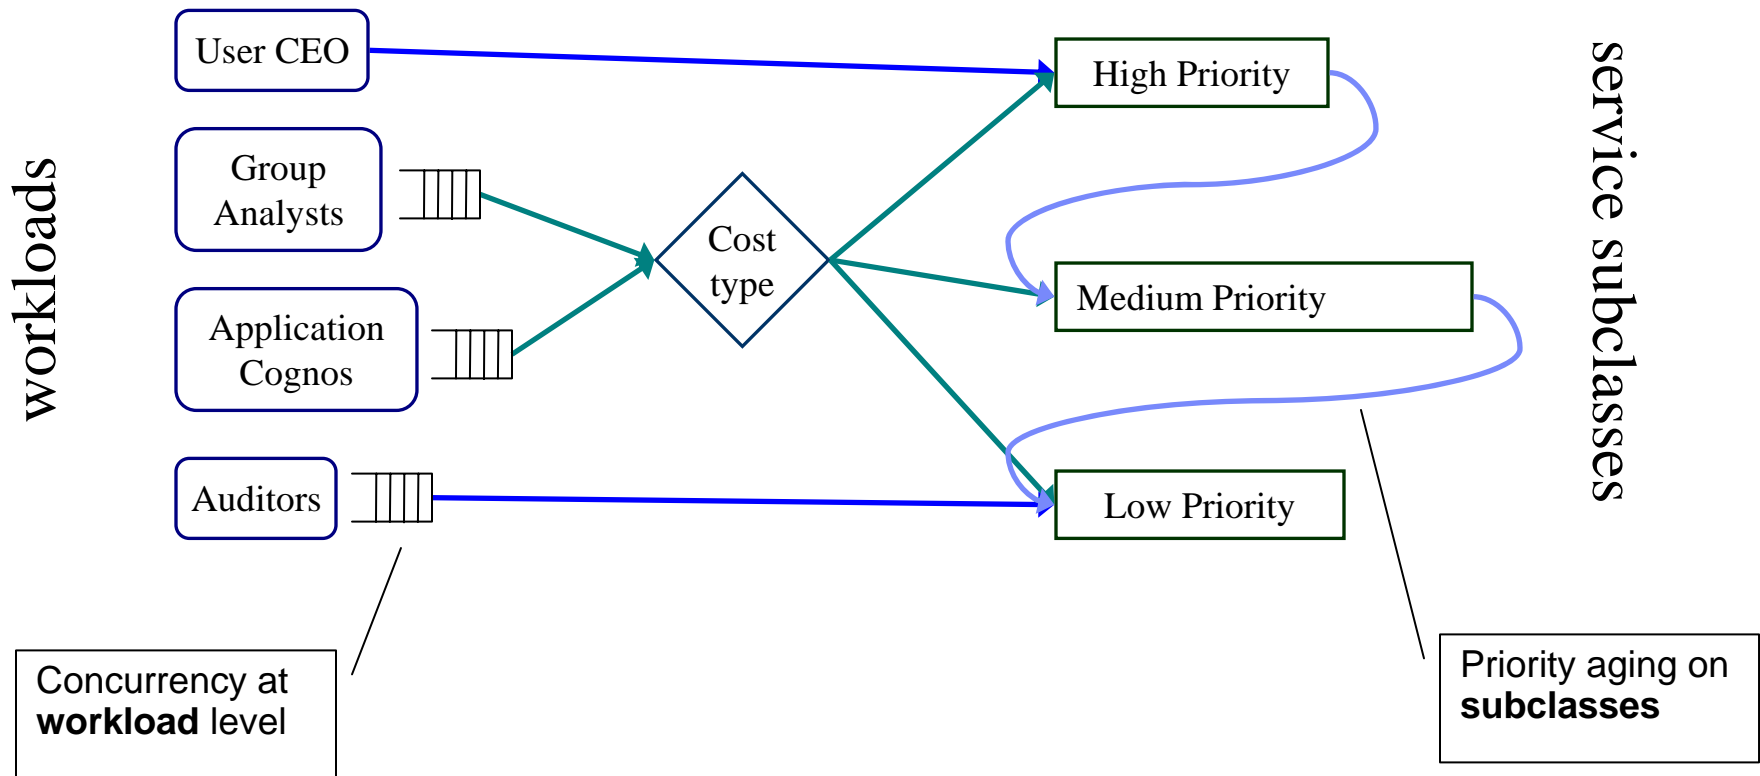 workloads
User CEO
Group
Analysts
Application
Cognos
Auditors
Cost
type
High Priority
Medium Priority
Low Priority
service subclasses
Concurrency at
workload level
Priority aging on
subclasses